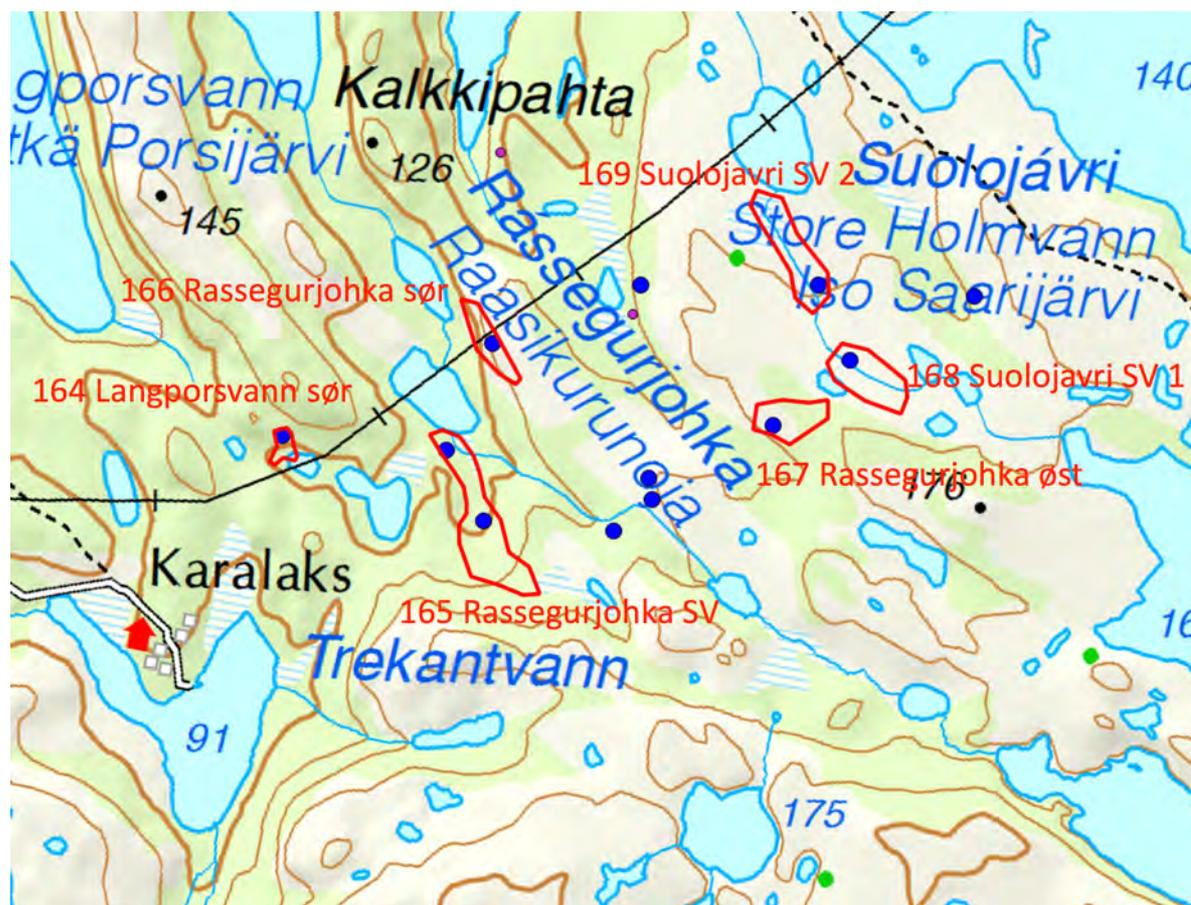 gporsvann
tkä Porsijärvi
Kalkkipahta
126
145
140
169 Suolojavri SV 2
Suolojávri
Store Holmvann
Iso Saarijärvi
Rássegurjohka
Raasikurunoja
166 Rassegurjohka sør
164 Langporsvann sør
168 Suolojavri SV 1
167 Rassegurjohka øst
176
Karalaks
165 Rassegurjohka SV
Trekantvann
91
16
175